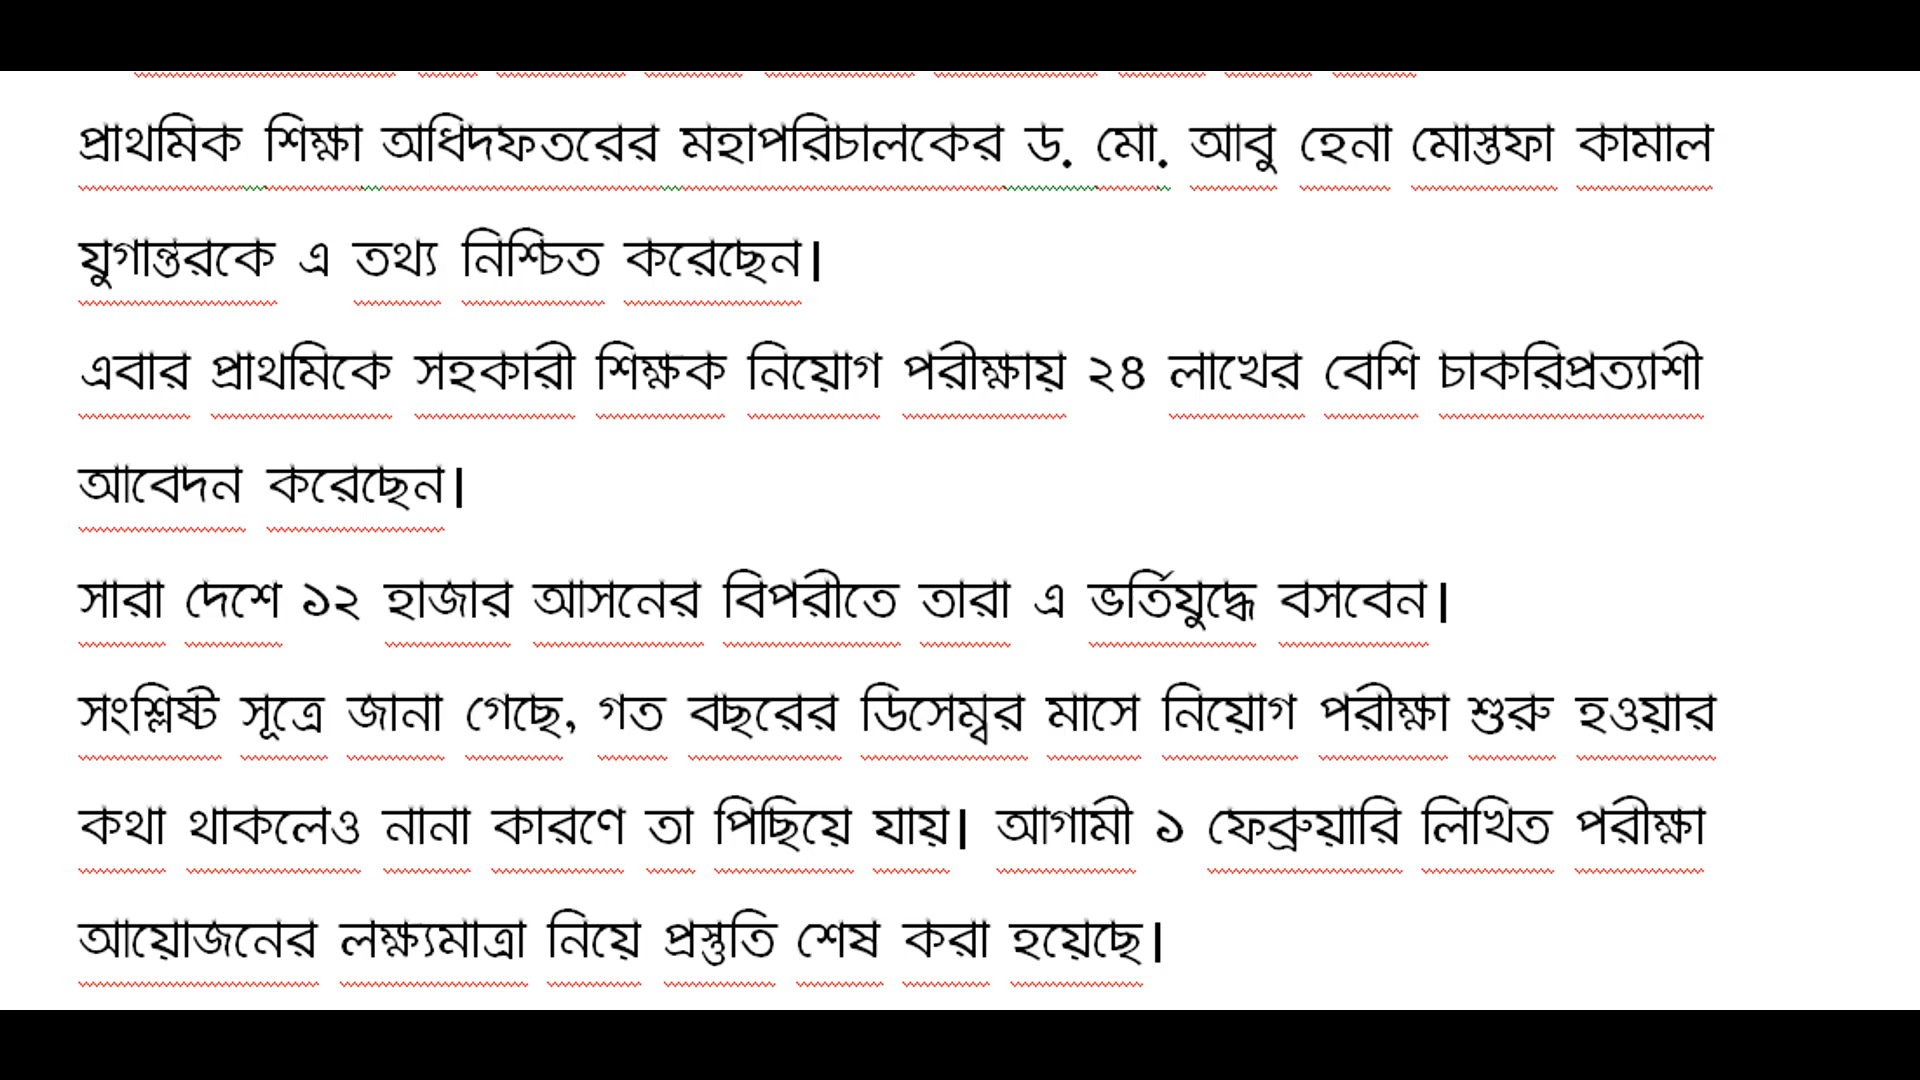 প্রাথমিক শিক্ষা অধিদফতরের মহাপরিচালকের ড. মো. আবু হেনা মোস্তফা কামাল
যুগান্তরকে এ তথ্য নিশ্চিত করেছেন।
এবার প্রাথমিকে সহকারী শিক্ষক নিয়োগ পরীক্ষায় ২৪ লাখের বেশি চাকরিপ্রত্যাশী
আবেদন করেছেন।
সারা দেশে ১২ হাজার আসনের বিপরীতে তারা এ ভর্তিযুদ্ধে বসবেন।
সংশ্লিষ্ট সূত্রে জানা গেছে, গত বছরের ডিসেম্বর মাসে নিয়োগ পরীক্ষা শুরু হওয়ার
কথা থাকলেও নানা কারণে তা পিছিয়ে যায়। আগামী ১ ফেব্রুয়ারি লিখিত পরীক্ষা
আয়োজনের লক্ষ্যমাত্রা নিয়ে প্রস্তুতি শেষ করা হয়েছে।